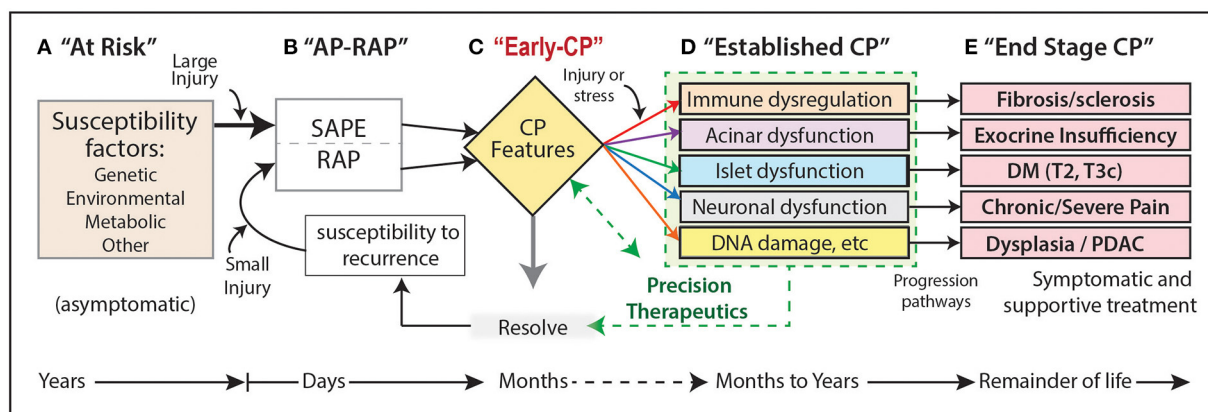 A “At Risk”
B “AP-RAP”
C “Early-CP”
D “Established CP”
E “End Stage CP”
Large
Injury
Susceptibility
factors:
Genetic
Environmental
Metabolic
Other
(asymptomatic)
Small
Injury
SAPE
RAP
susceptibility to
recurrence
CP
Features
Resolve
Injury or
stress
Precision
Therapeutics
Immune dysregulation
Acinar dysfunction
Islet dysfunction
Neuronal dysfunction
DNA damage, etc
Progression
pathways
Fibrosis/sclerosis
Exocrine Insufficiency
DM (T2, T3c)
Chronic/Severe Pain
Dysplasia / PDAC
Symptomatic and
supportive treatment
Years
Days
Months
Months to Years
Remainder of life